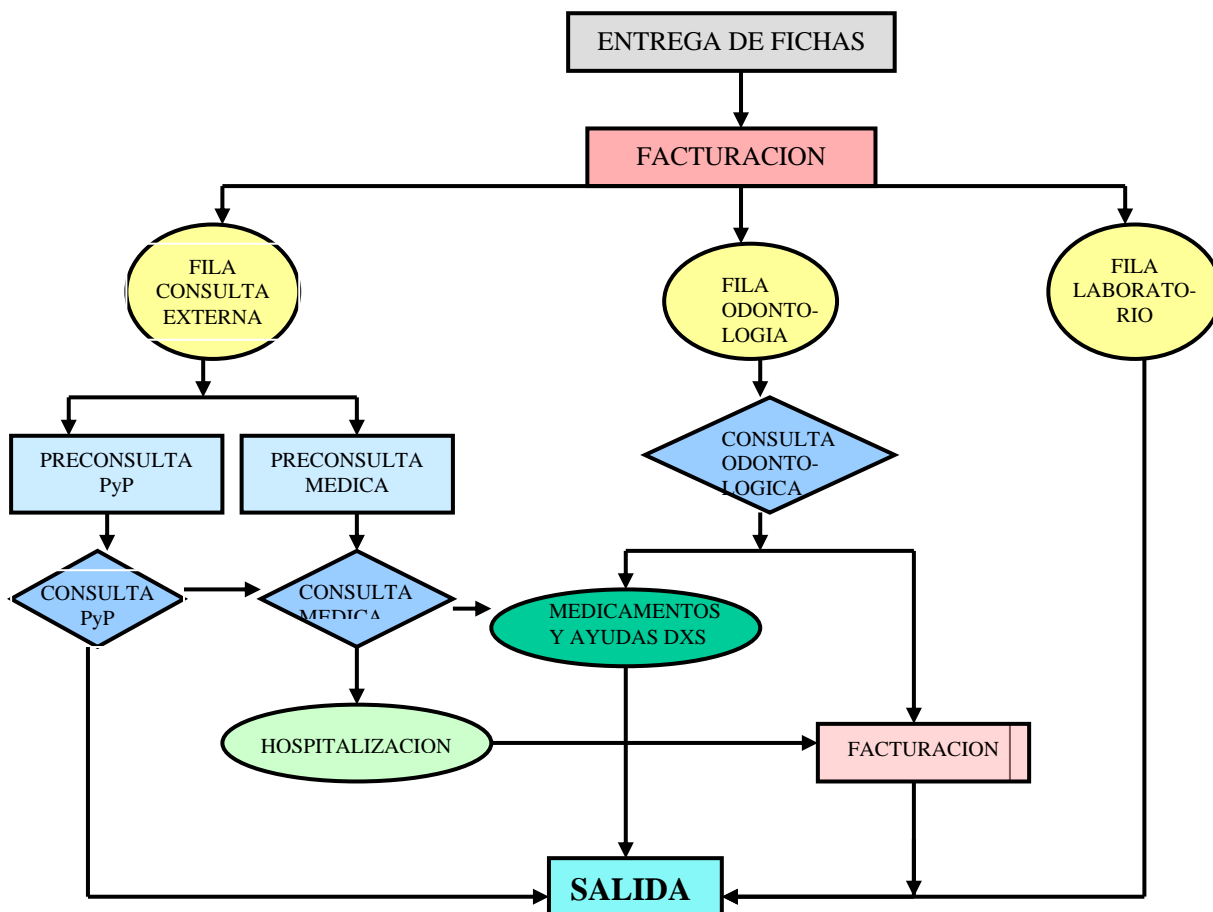 ENTREGA DE FICHAS
FACTURACION
FILA
CONSULTA
EXTERNA
FILA
ODONTO-
LOGIA
FILA
LABORATO-
RIO
PRECONSULTA
PyP
PRECONSULTA
MEDICA
CONSULTA
ODONTO-
LOGICA
CONSULTA
PyP
CONSULTA
MEDICA
MEDICAMENTOS
Y AYUDAS DXS
HOSPITALIZACION
FACTURACION
SALIDA